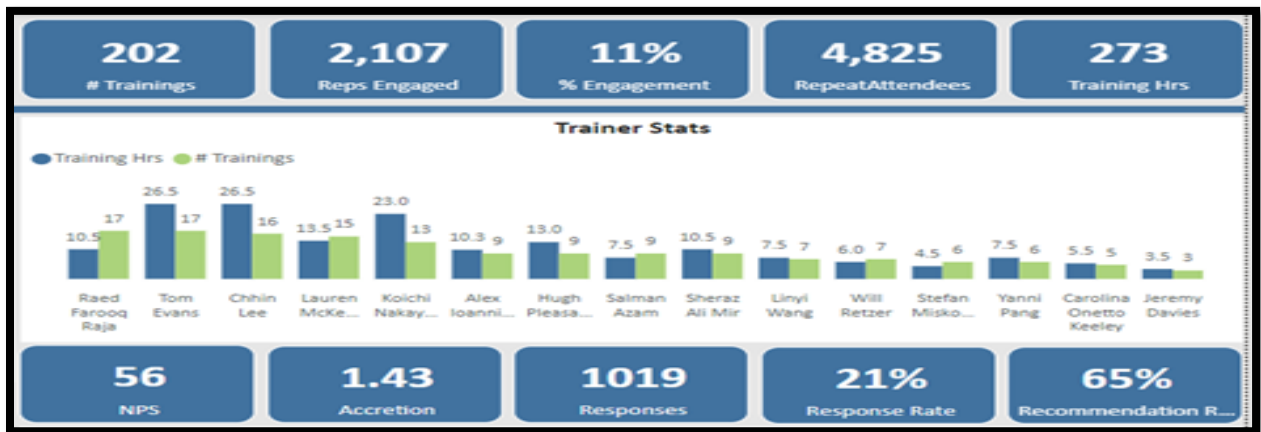 202 2,107 11% 4,825 273
# Trainings Reps Engaged % Engagement RepeatAttendees Training Hrs
Trainer Stats
Training Hrs # Trainings
10.5 17 26.5 17 26.5 16 13.5 15 23.0 13 10.3 9 13.0 9 7.5 9 10.5 9 7.5 7 6.0 7 4.5 6 7.5 6 5.5 5 3.5 3
Raed Tom Chhin Lauren Koichi Alex Hugh Salman Sheraz Linyi Will Stefan Yanni Carolina Jeremy
Farooq Evans Lee McKe... Nakay... Ioanni... Pleasa... Azam Ali Mir Wang Retzer Misko... Pang Onetto Davies
Raja Keeley
56 1.43 1019 21% 65%
NPS Accretion Responses Response Rate Recommendation R...